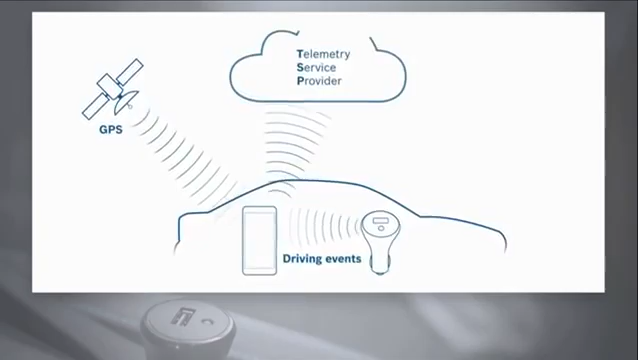 Telemetry
Service
Provider
GPS
Driving events